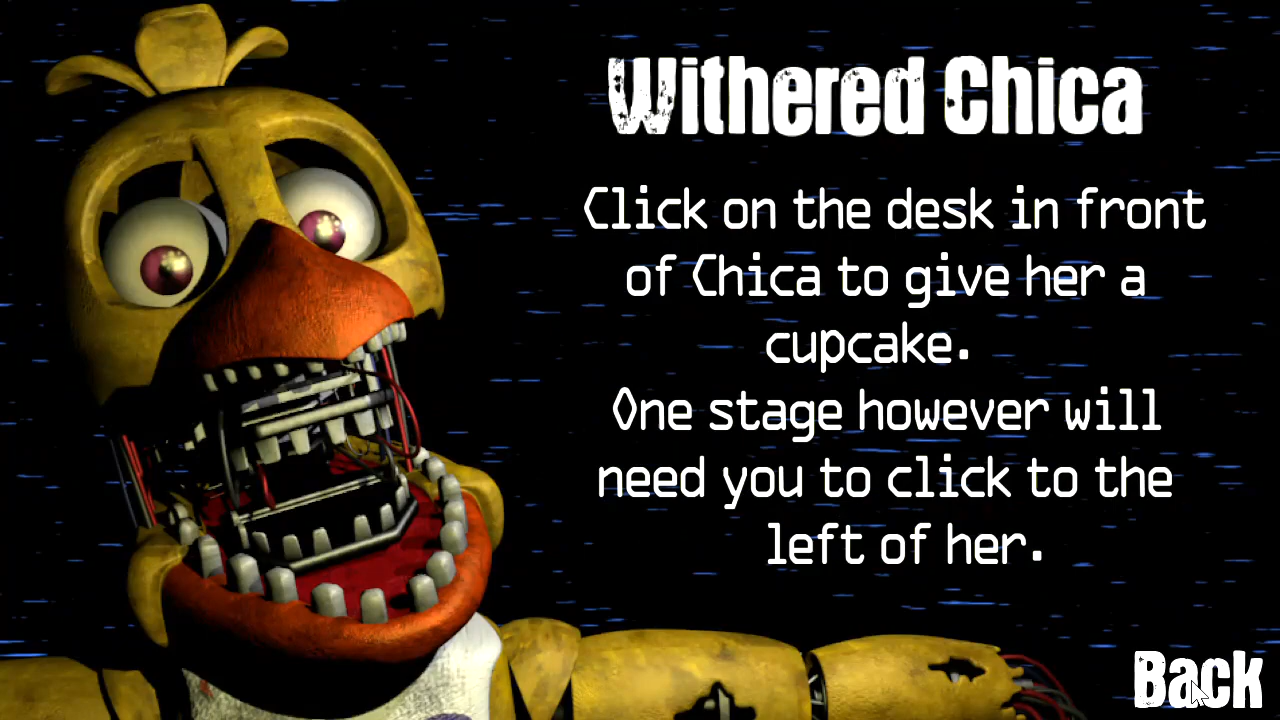 Withered Chica
Click on the desk in front
of Chica to give her a
cupcake.
One stage however will
need you to click to the
left of her.
Back